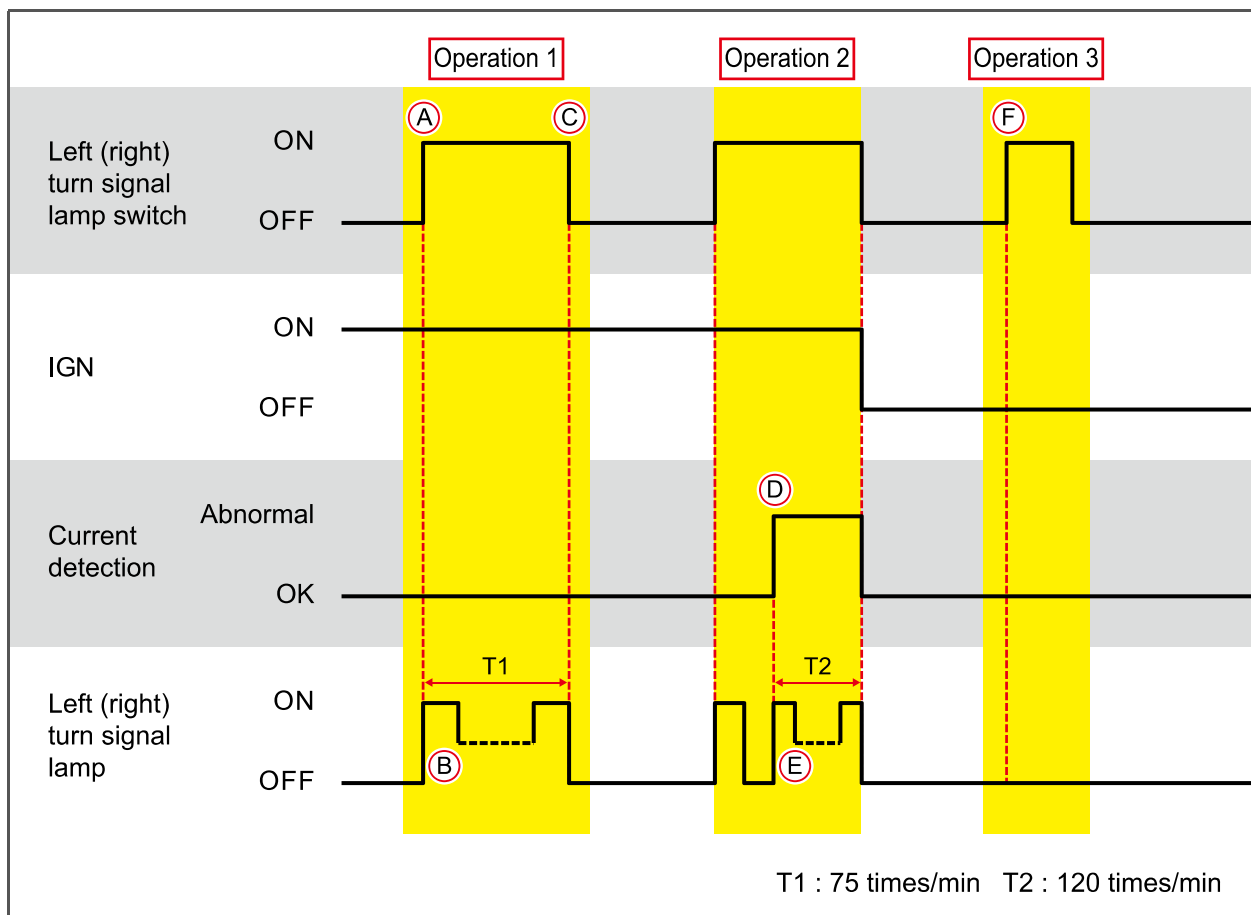 Operation 1
Operation 2
Operation 3
A
C
F
Left (right)
turn signal
lamp switch
ON
OFF
IGN
ON
OFF
D
Current
detection
Abnormal
OK
T1
T2
Left (right)
turn signal
lamp
ON
OFF
B
E
T1 : 75 times/min T2 : 120 times/min